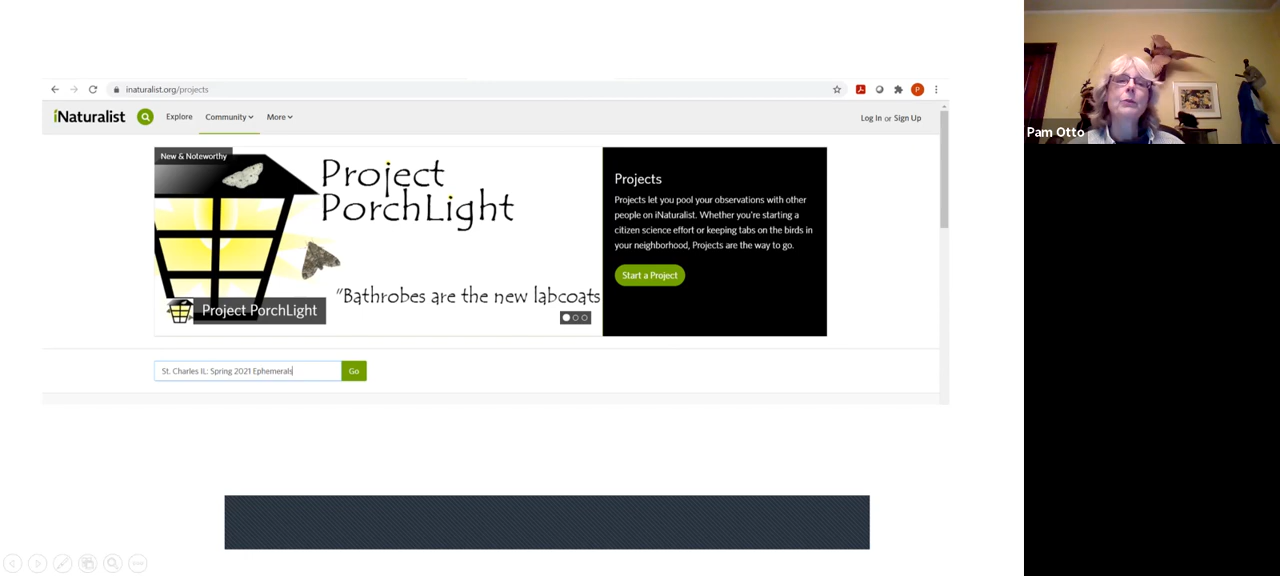 inaturalist.org/projects
P
iNaturalist
Explore
Community
More
Log In or Sign Up
New & Noteworthy
Project
PorchLight
"Bathrobes are the new labcoats
Project PorchLight
Projects
Projects let you pool your observations with other
people on iNaturalist. Whether you're starting a
citizen science effort or keeping tabs on the birds in
your neighborhood, Projects are the way to go.
Start a Project
St. Charles IL: Spring 2021 Ephemerals
Go
Pam Otto